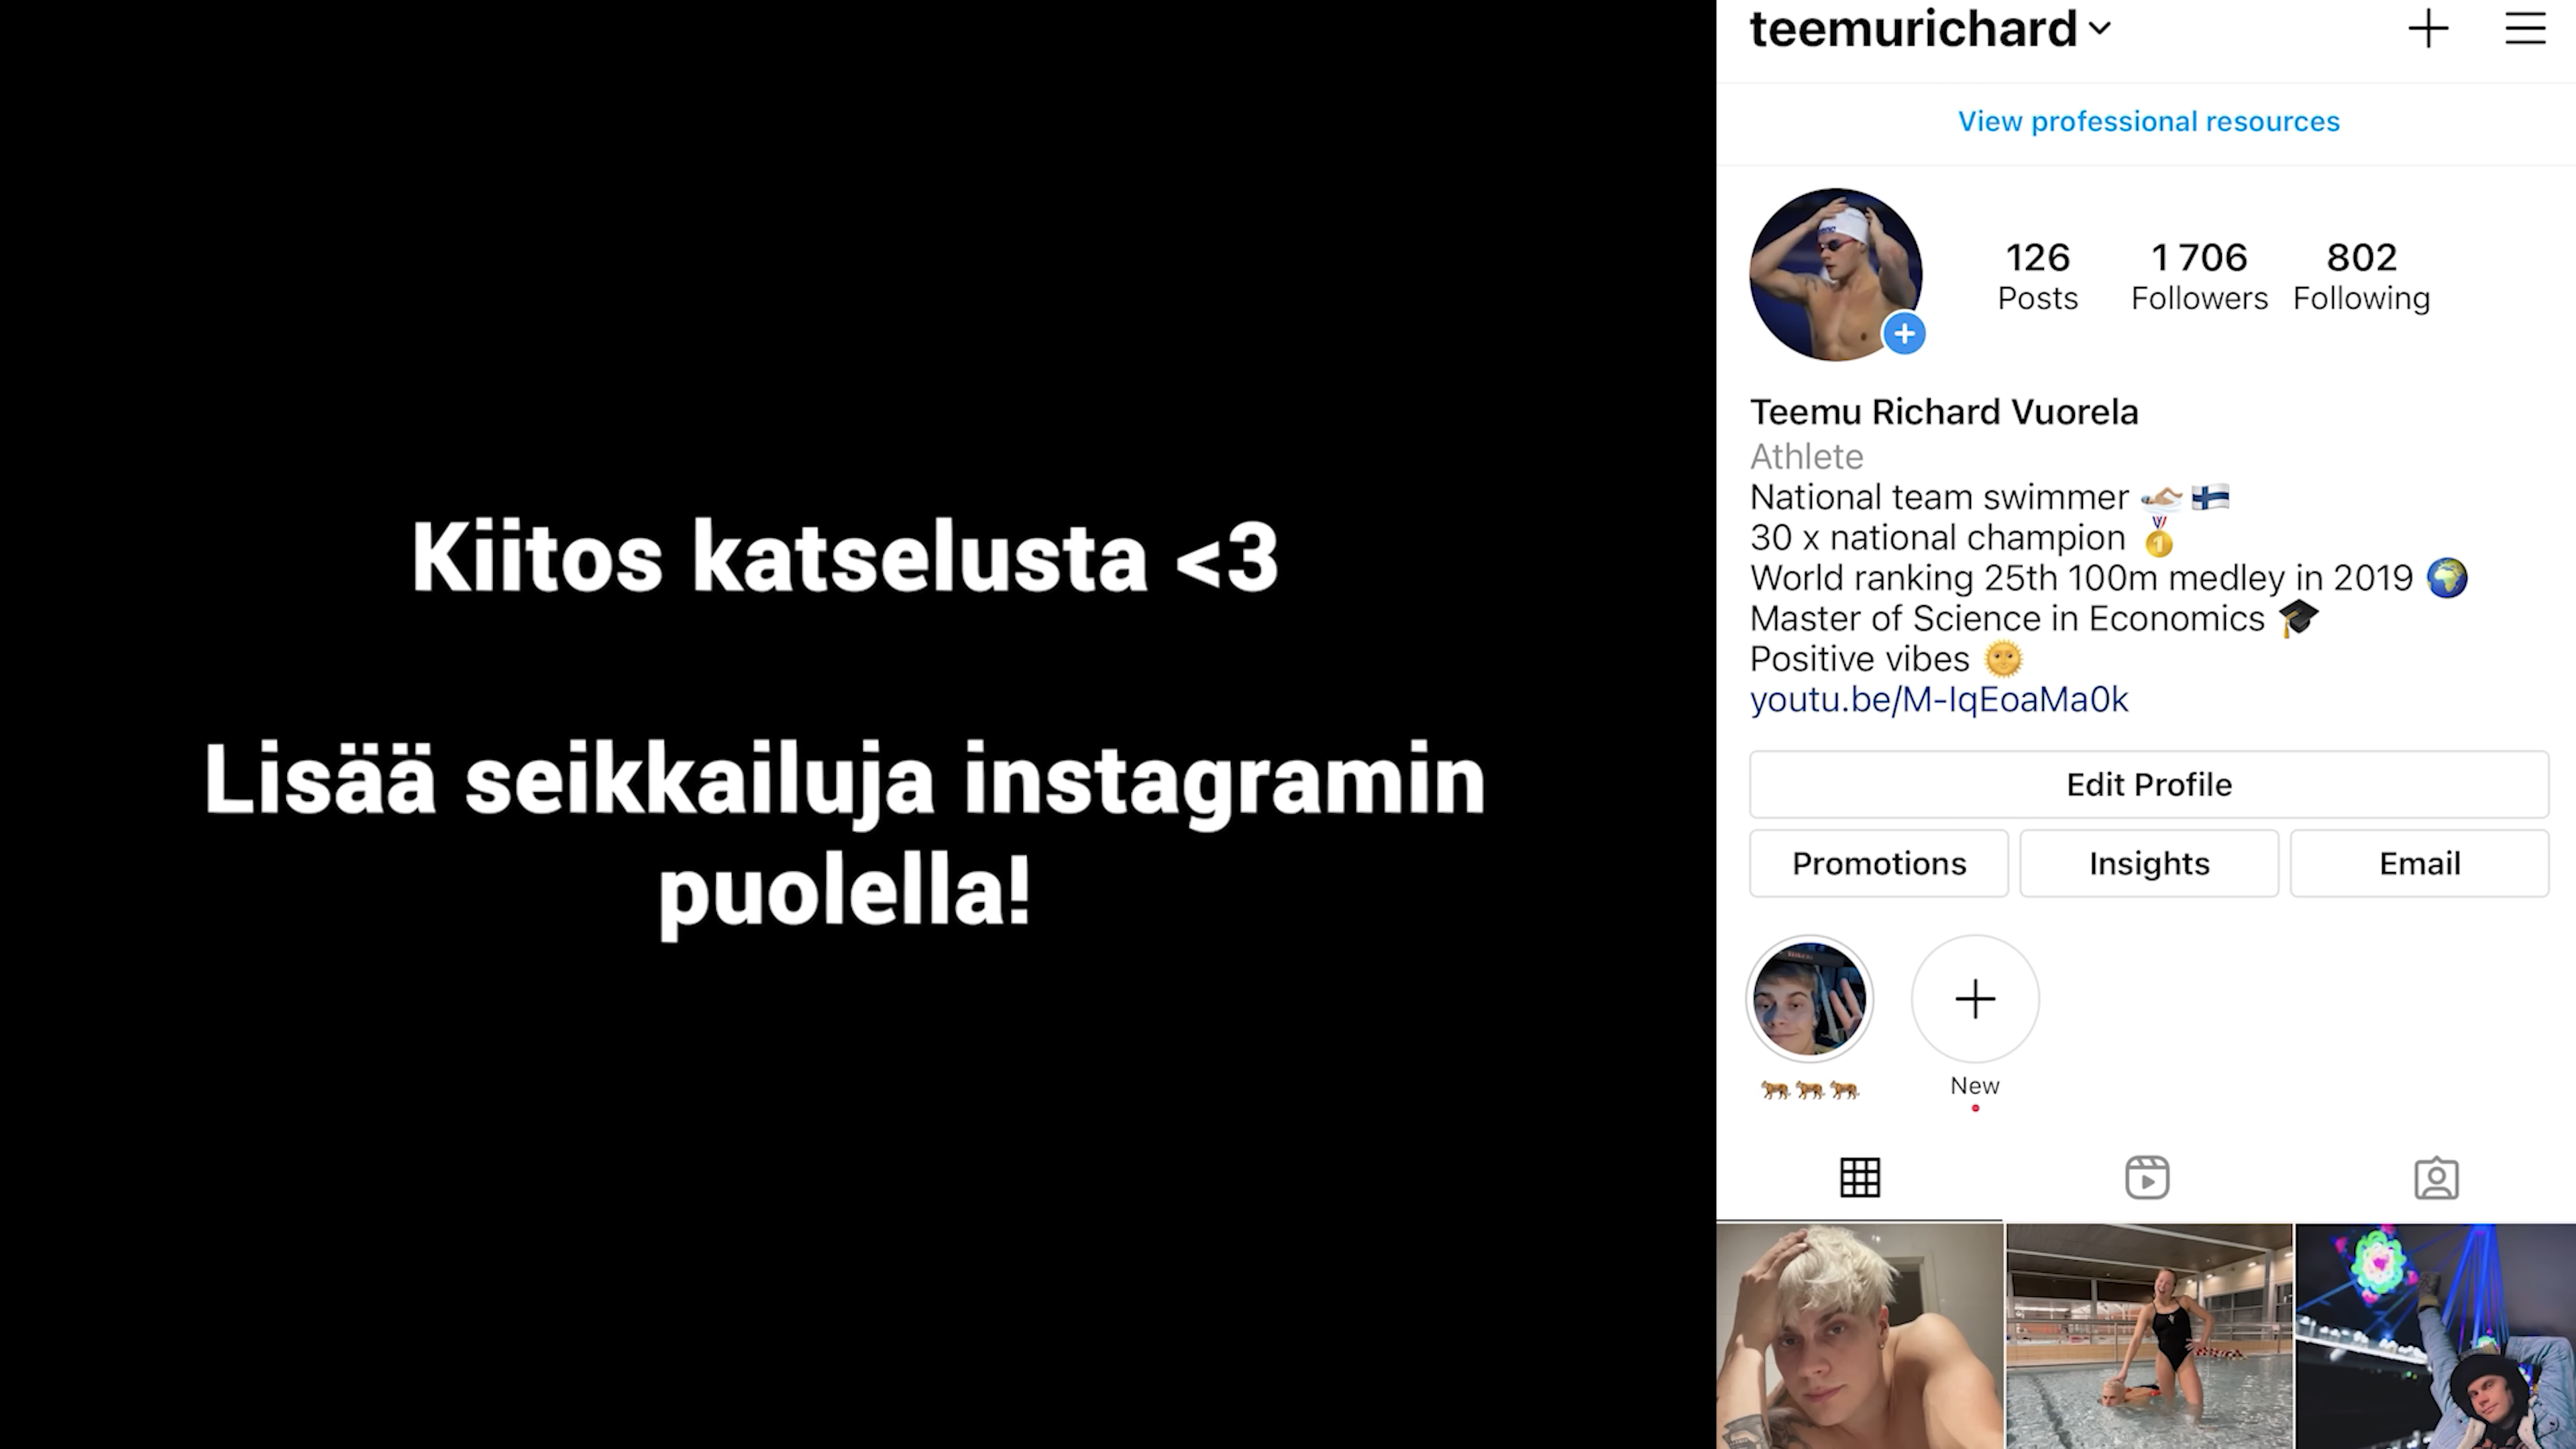 Kiitos katselusta <3
Lisää seikkailuja instagramin
puolella!
teemurichard
View professional resources
126 1 706 802
Posts Followers Following
Teemu Richard Vuorela
Athlete
National team swimmer 🏊🏼 🇫🇮
30 x national champion 🏅
World ranking 25th 100m medley in 2019 🌍
Master of Science in Economics 🎓
Positive vibes 🌞
youtu.be/M-IqEoaMa0k
Edit Profile
Promotions Insights Email
🐆🐆🐆 New